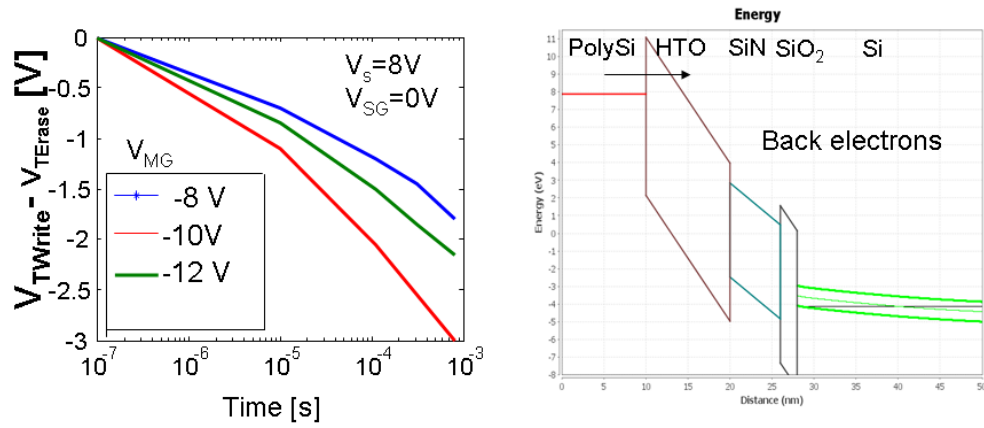 V_TWrite- V_TErase [V]
0
-0.5
-1
-1.5
-2
-2.5
-3
V_s=8V
V_SG=0V
V_MG
-8 V
-10V
-12 V
10^-7 10^-6 10^-5 10^-4 10^-3
Time [s]
Energy
PolySi HTO SiN SiO₂ Si
Back electrons
Energy (eV)
11
10
9
8
7
6
5
4
3
2
1
0
-1
-2
-3
-4
-5
-6
-7
-8
0 5 10 15 20 25 30 35 40 45 50
Distance (nm)